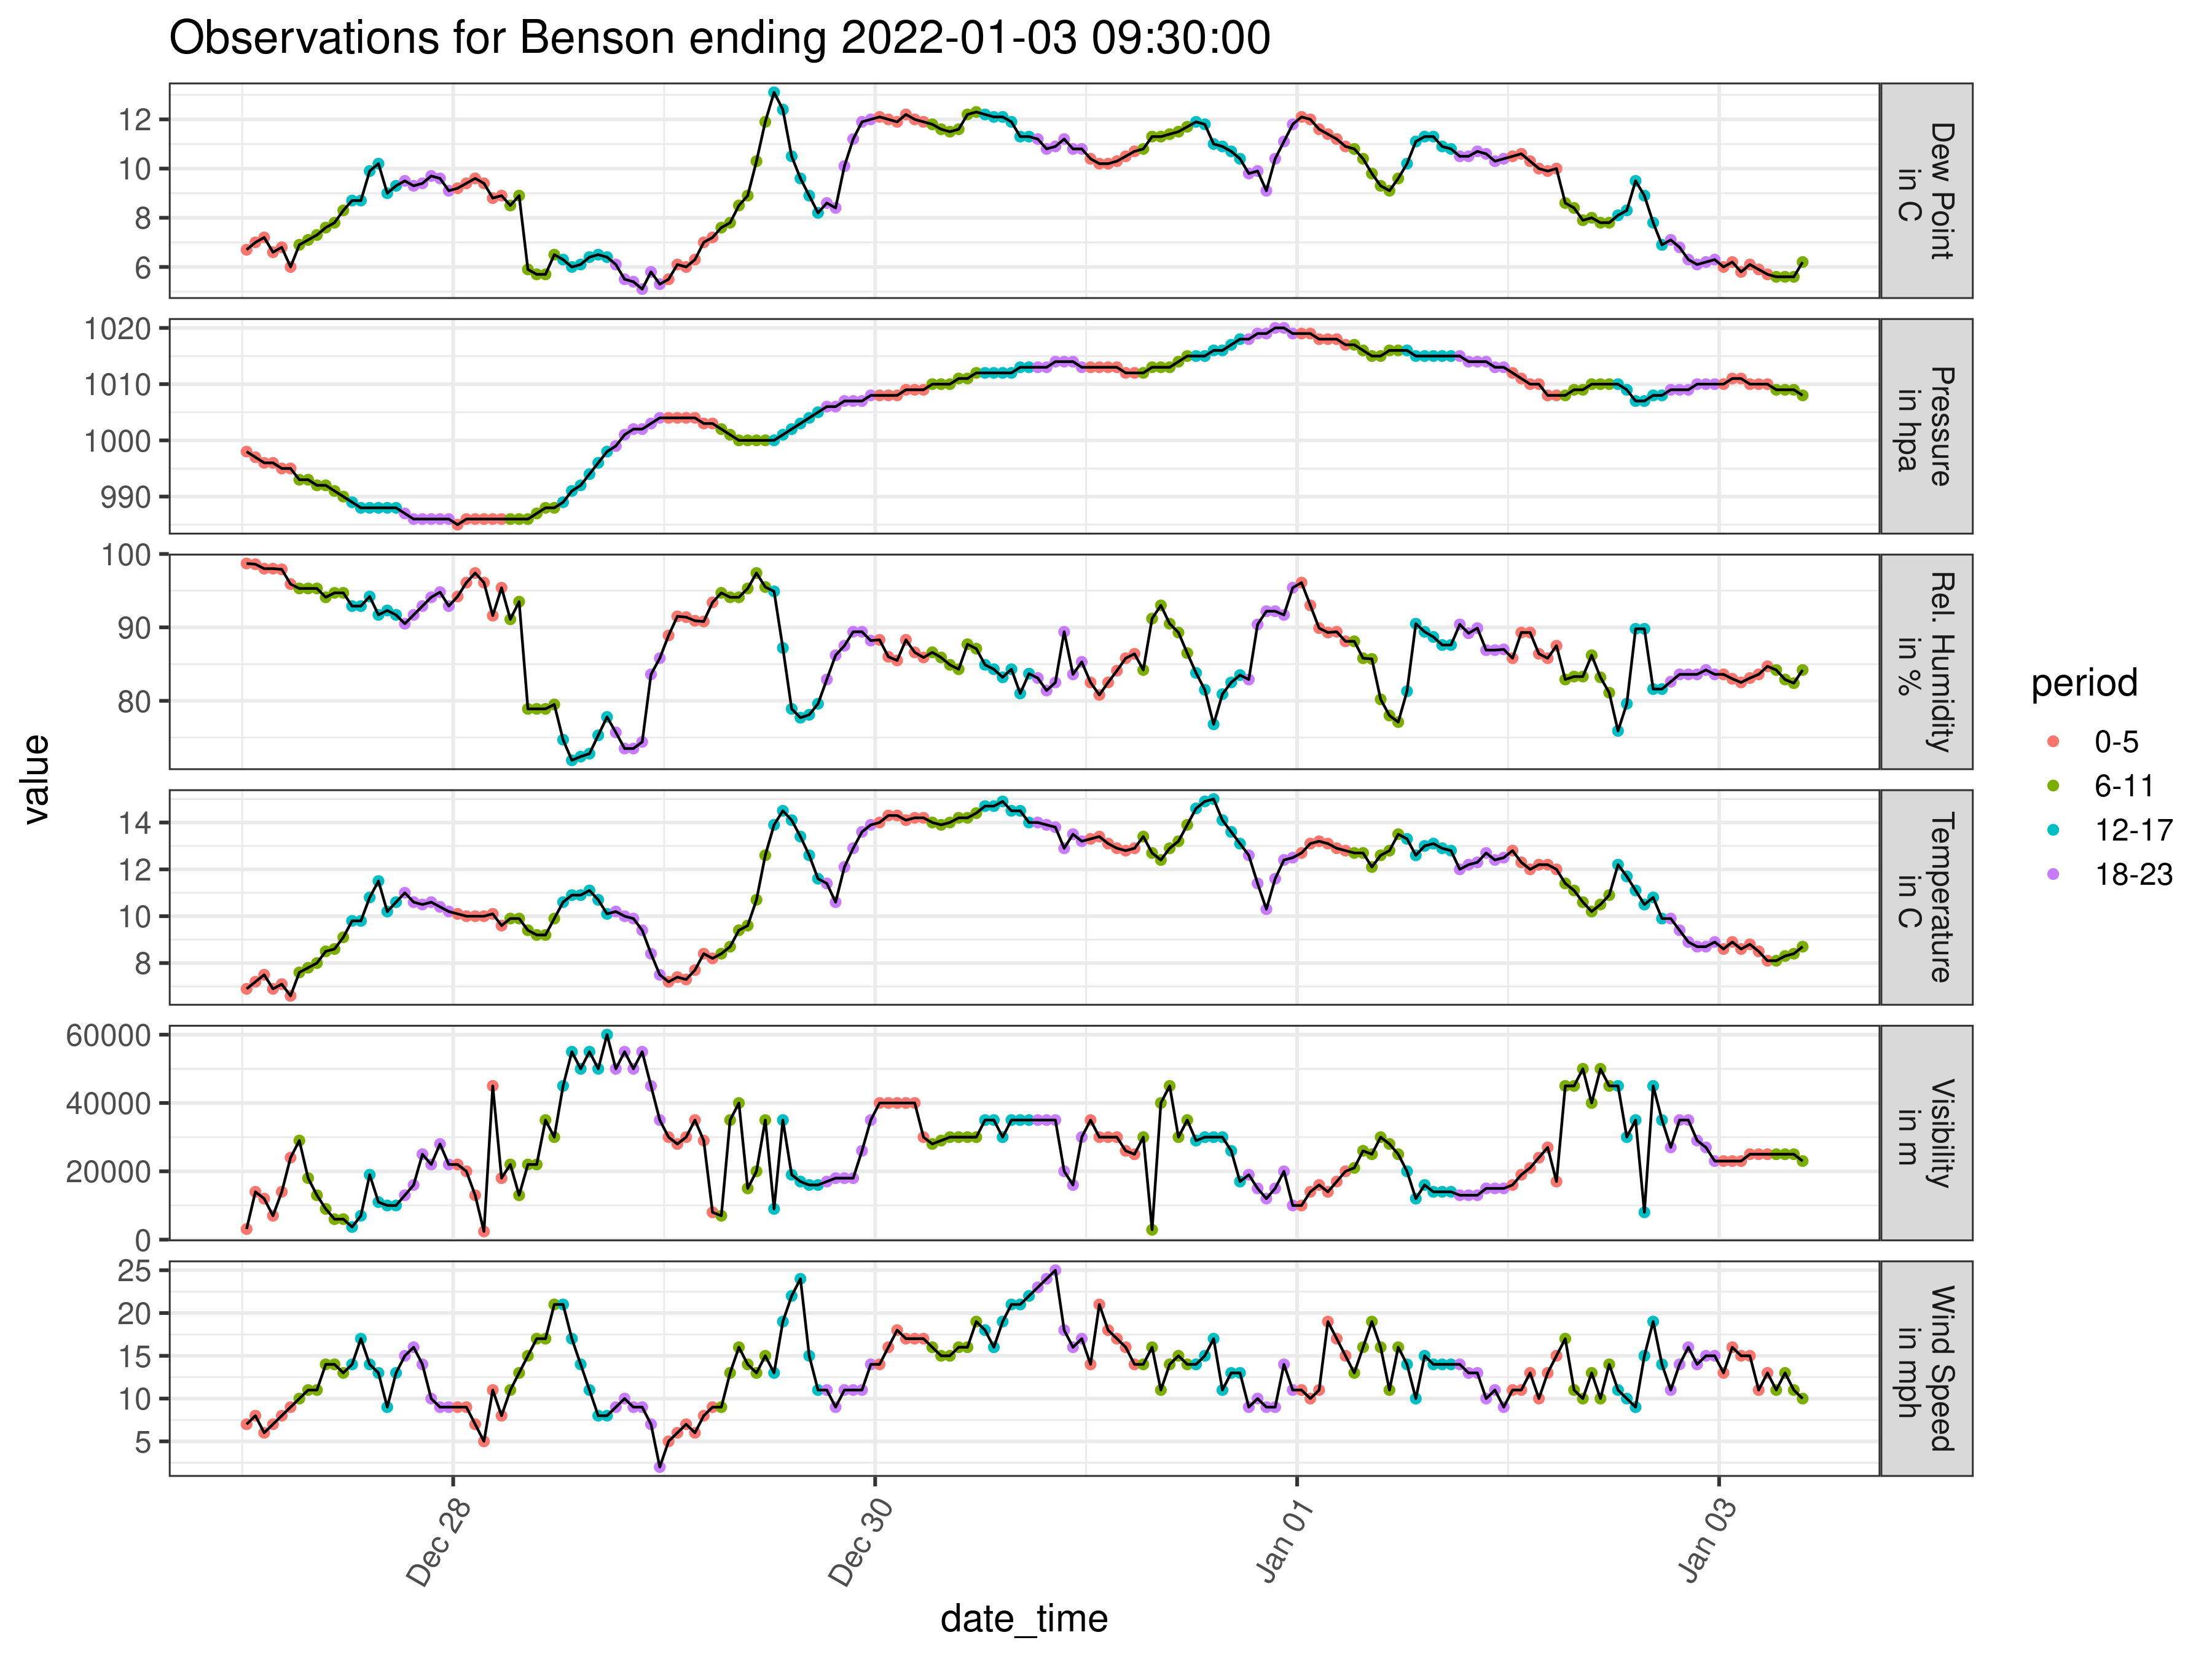 Observations for Benson ending 2022-01-03 09:30:00
12
10
8
6
Dew Point
in C
1020
1010
1000
990
Pressure
in hpa
100
90
80
Rel. Humidity
in %
14
12
10
8
Temperature
in C
60000
40000
20000
0
Visibility
in m
25
20
15
10
5
Wind Speed
in mph
value
Dec 28
Dec 30
Jan 01
Jan 03
date_time
period
0-5
6-11
12-17
18-23